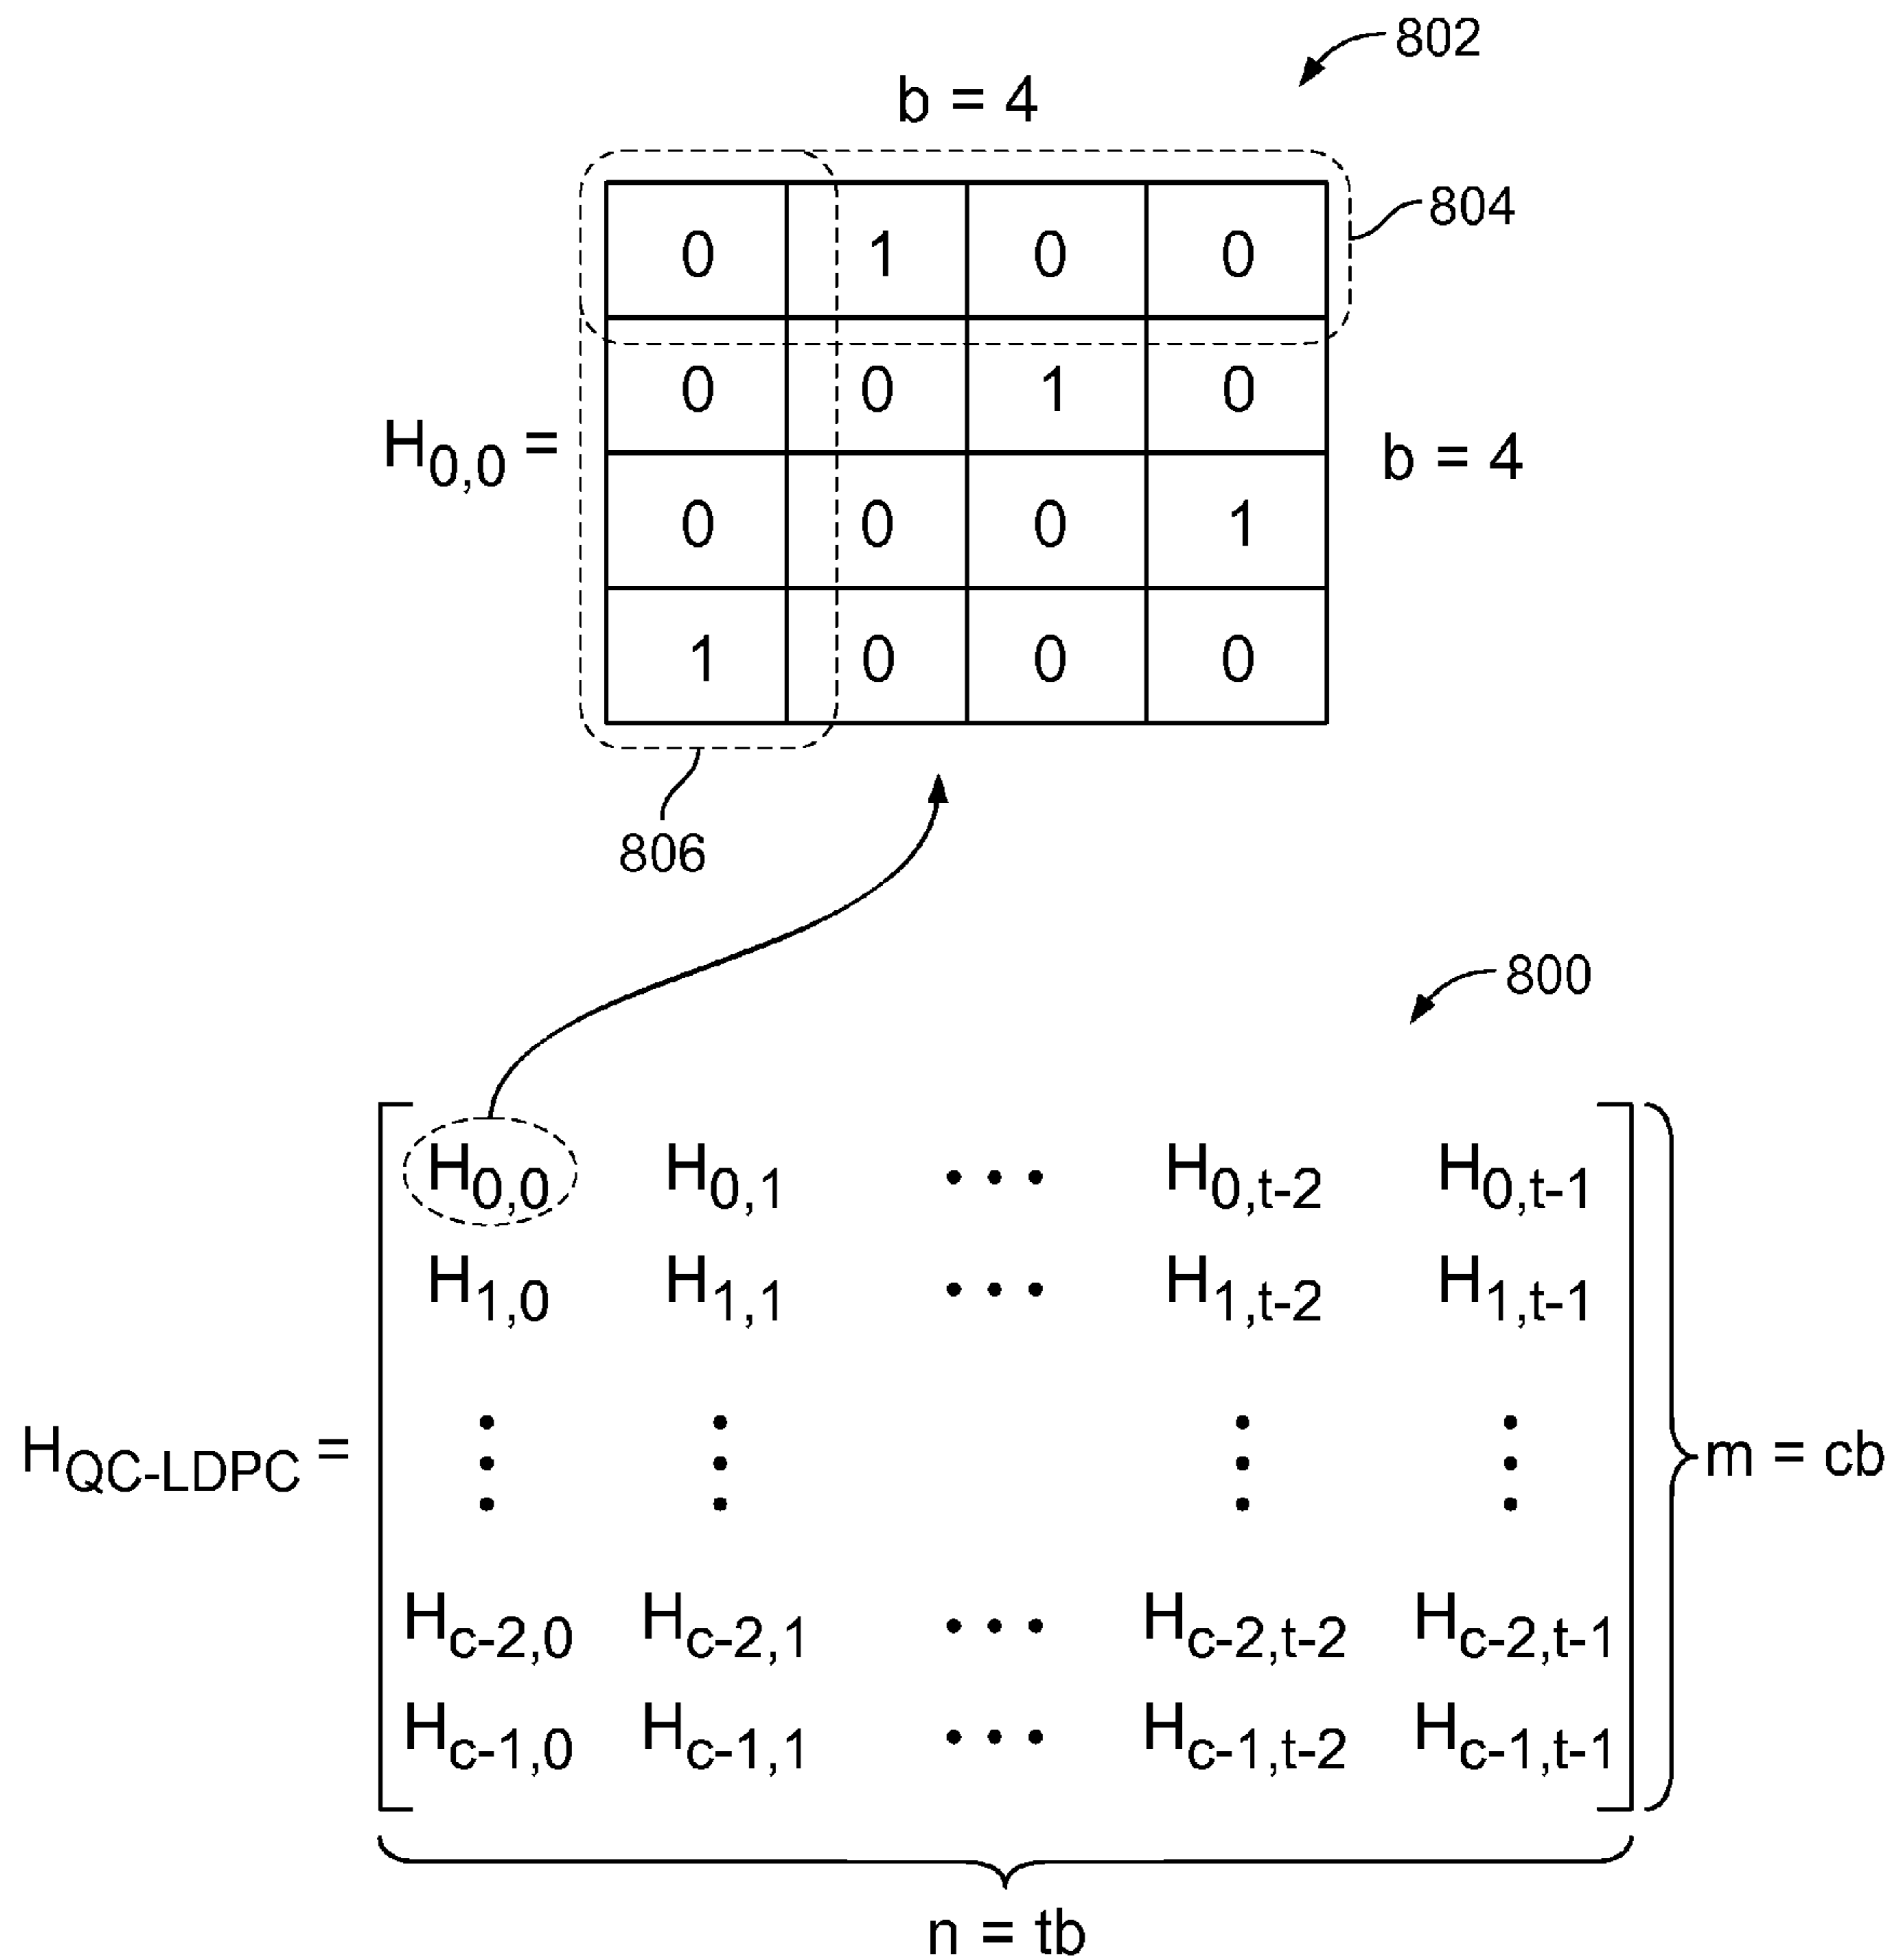 802
b = 4
804
0 1 0 0
0 0 1 0
H0,0 =
b = 4
0 0 0 1
1 0 0 0
806
800
H0,0 H0,1 ••• H0,t-2 H0,t-1
H1,0 H1,1 ••• H1,t-2 H1,t-1
HQC-LDPC =
m = cb
Hc-2,0 Hc-2,1 ••• Hc-2,t-2 Hc-2,t-1
Hc-1,0 Hc-1,1 ••• Hc-1,t-2 Hc-1,t-1
n = tb